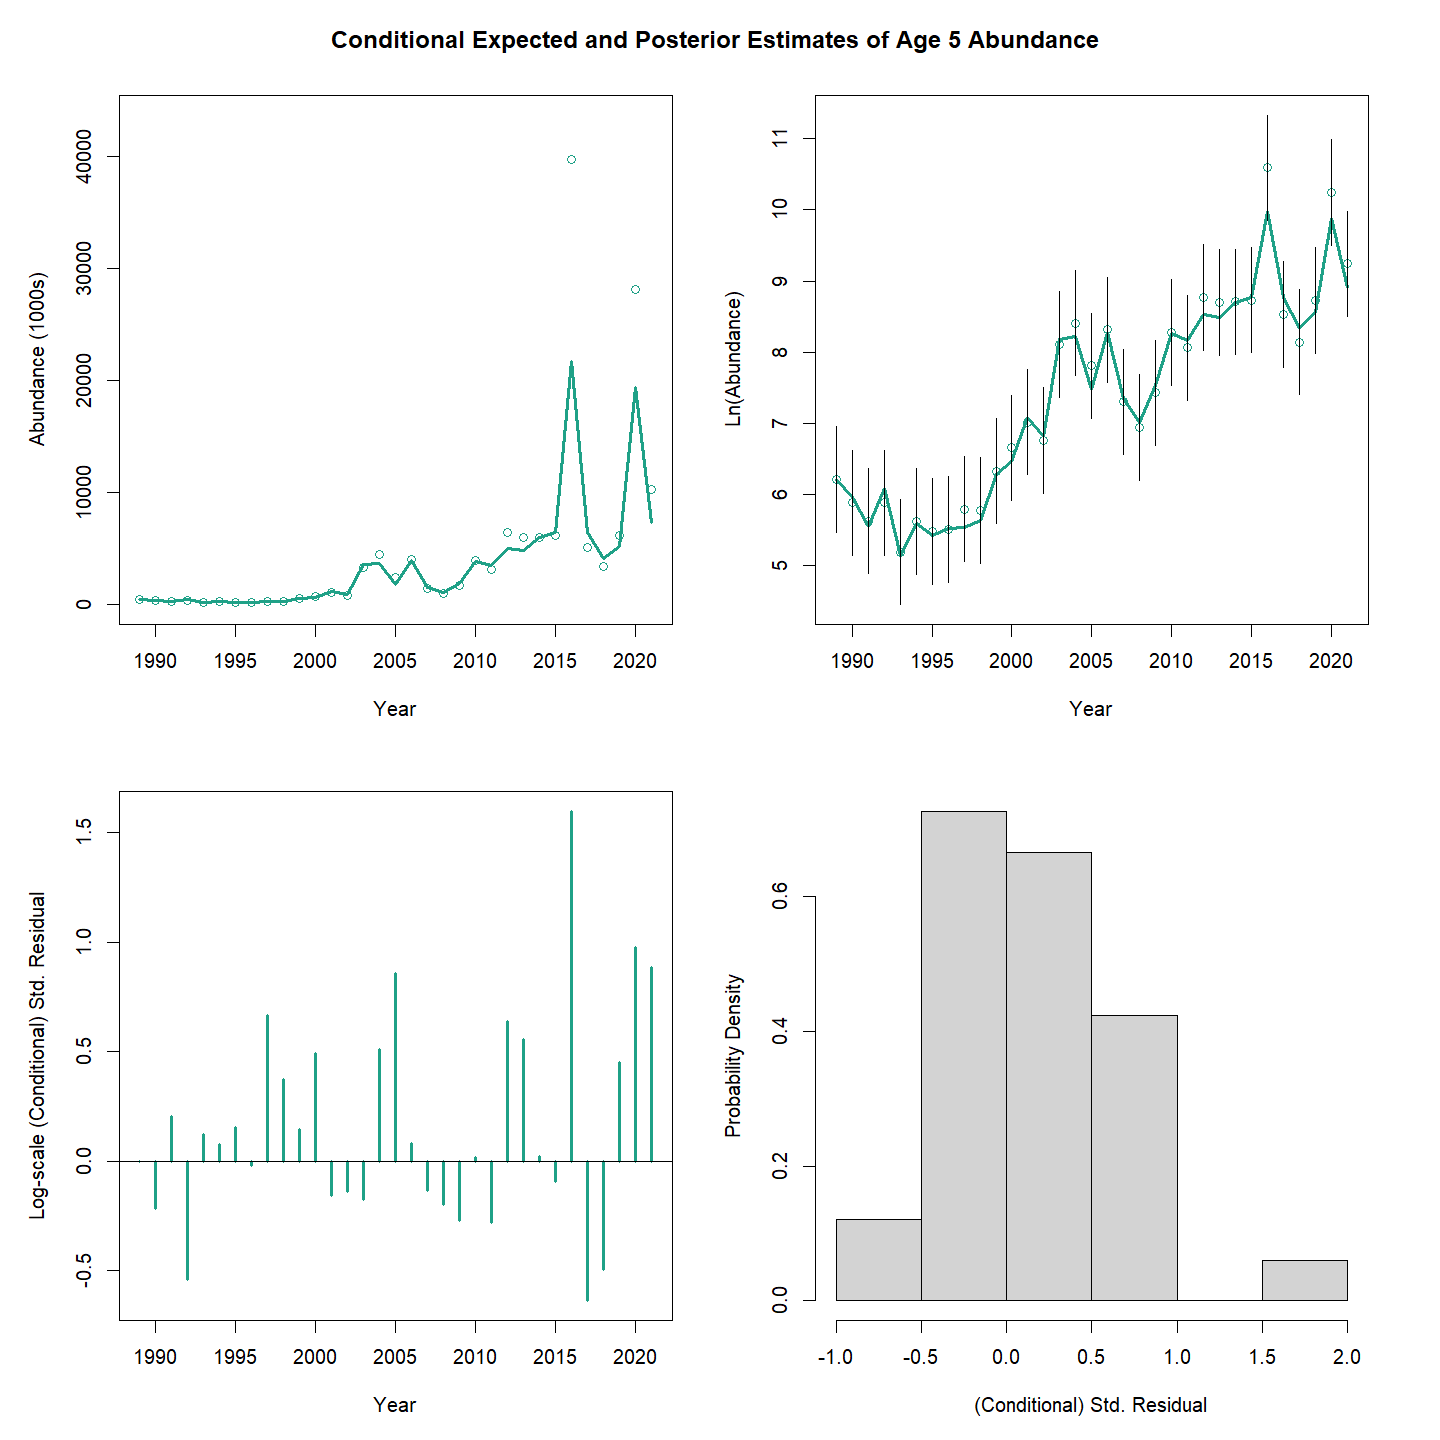 Conditional Expected and Posterior Estimates of Age 5 Abundance
Abundance (1000s)
40000
30000
20000
10000
0
1990 1995 2000 2005 2010 2015 2020
Year
Ln(Abundance)
11
10
9
8
7
6
5
1990 1995 2000 2005 2010 2015 2020
Year
Log-scale (Conditional) Std. Residual
1.5
1.0
0.5
0.0
-0.5
1990 1995 2000 2005 2010 2015 2020
Year
Probability Density
0.6
0.4
0.2
0.0
-1.0 -0.5 0.0 0.5 1.0 1.5 2.0
(Conditional) Std. Residual